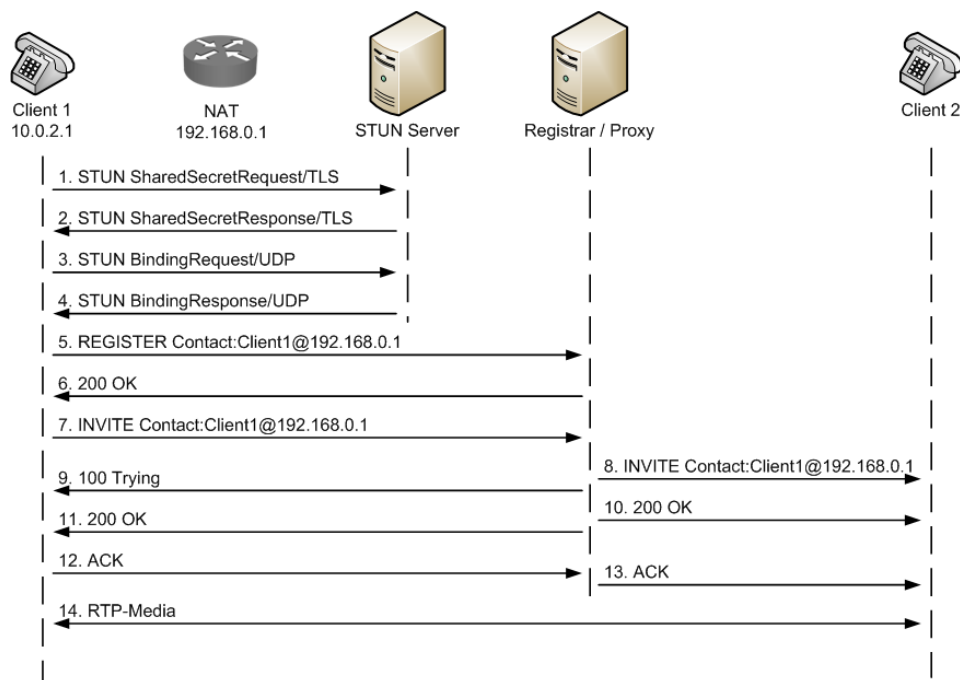 Client 1
10.0.2.1
NAT
192.168.0.1
STUN Server
Registrar / Proxy
Client 2
1. STUN SharedSecretRequest/TLS
2. STUN SharedSecretResponse/TLS
3. STUN BindingRequest/UDP
4. STUN BindingResponse/UDP
5. REGISTER Contact:Client1@192.168.0.1
6. 200 OK
7. INVITE Contact:Client1@192.168.0.1
8. INVITE Contact:Client1@192.168.0.1
9. 100 Trying
10. 200 OK
11. 200 OK
12. ACK
13. ACK
14. RTP-Media